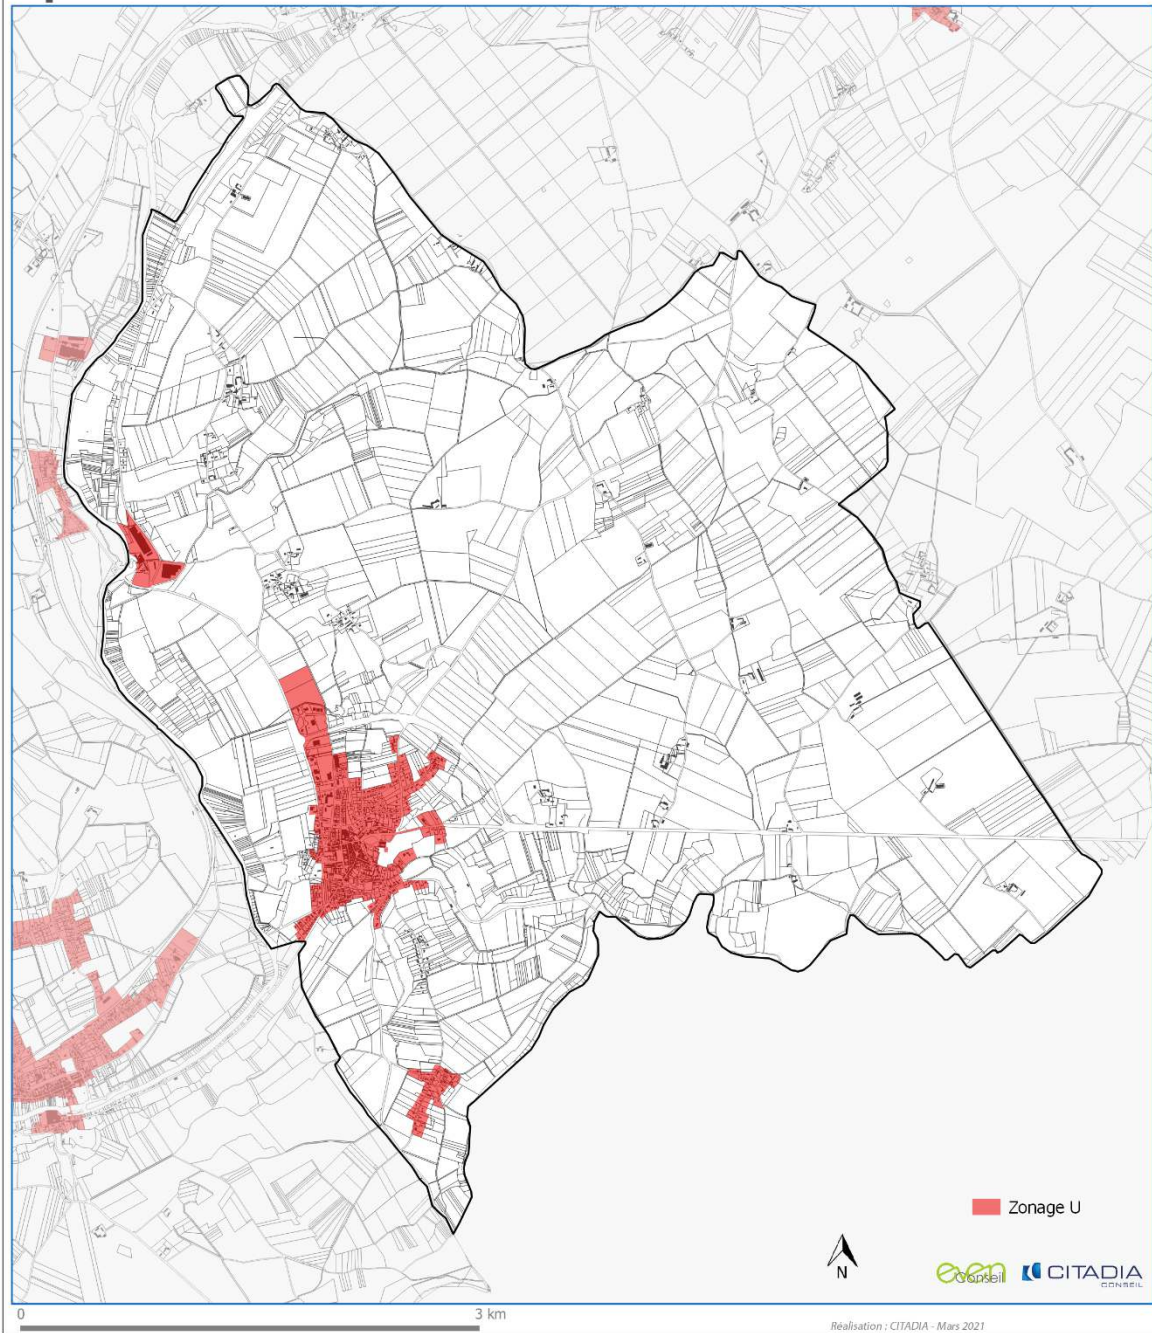 Zonage U
N
even
Conseil
CITADIA
CONSEIL
0
3 km
Réalisation : CITADIA - Mars 2021